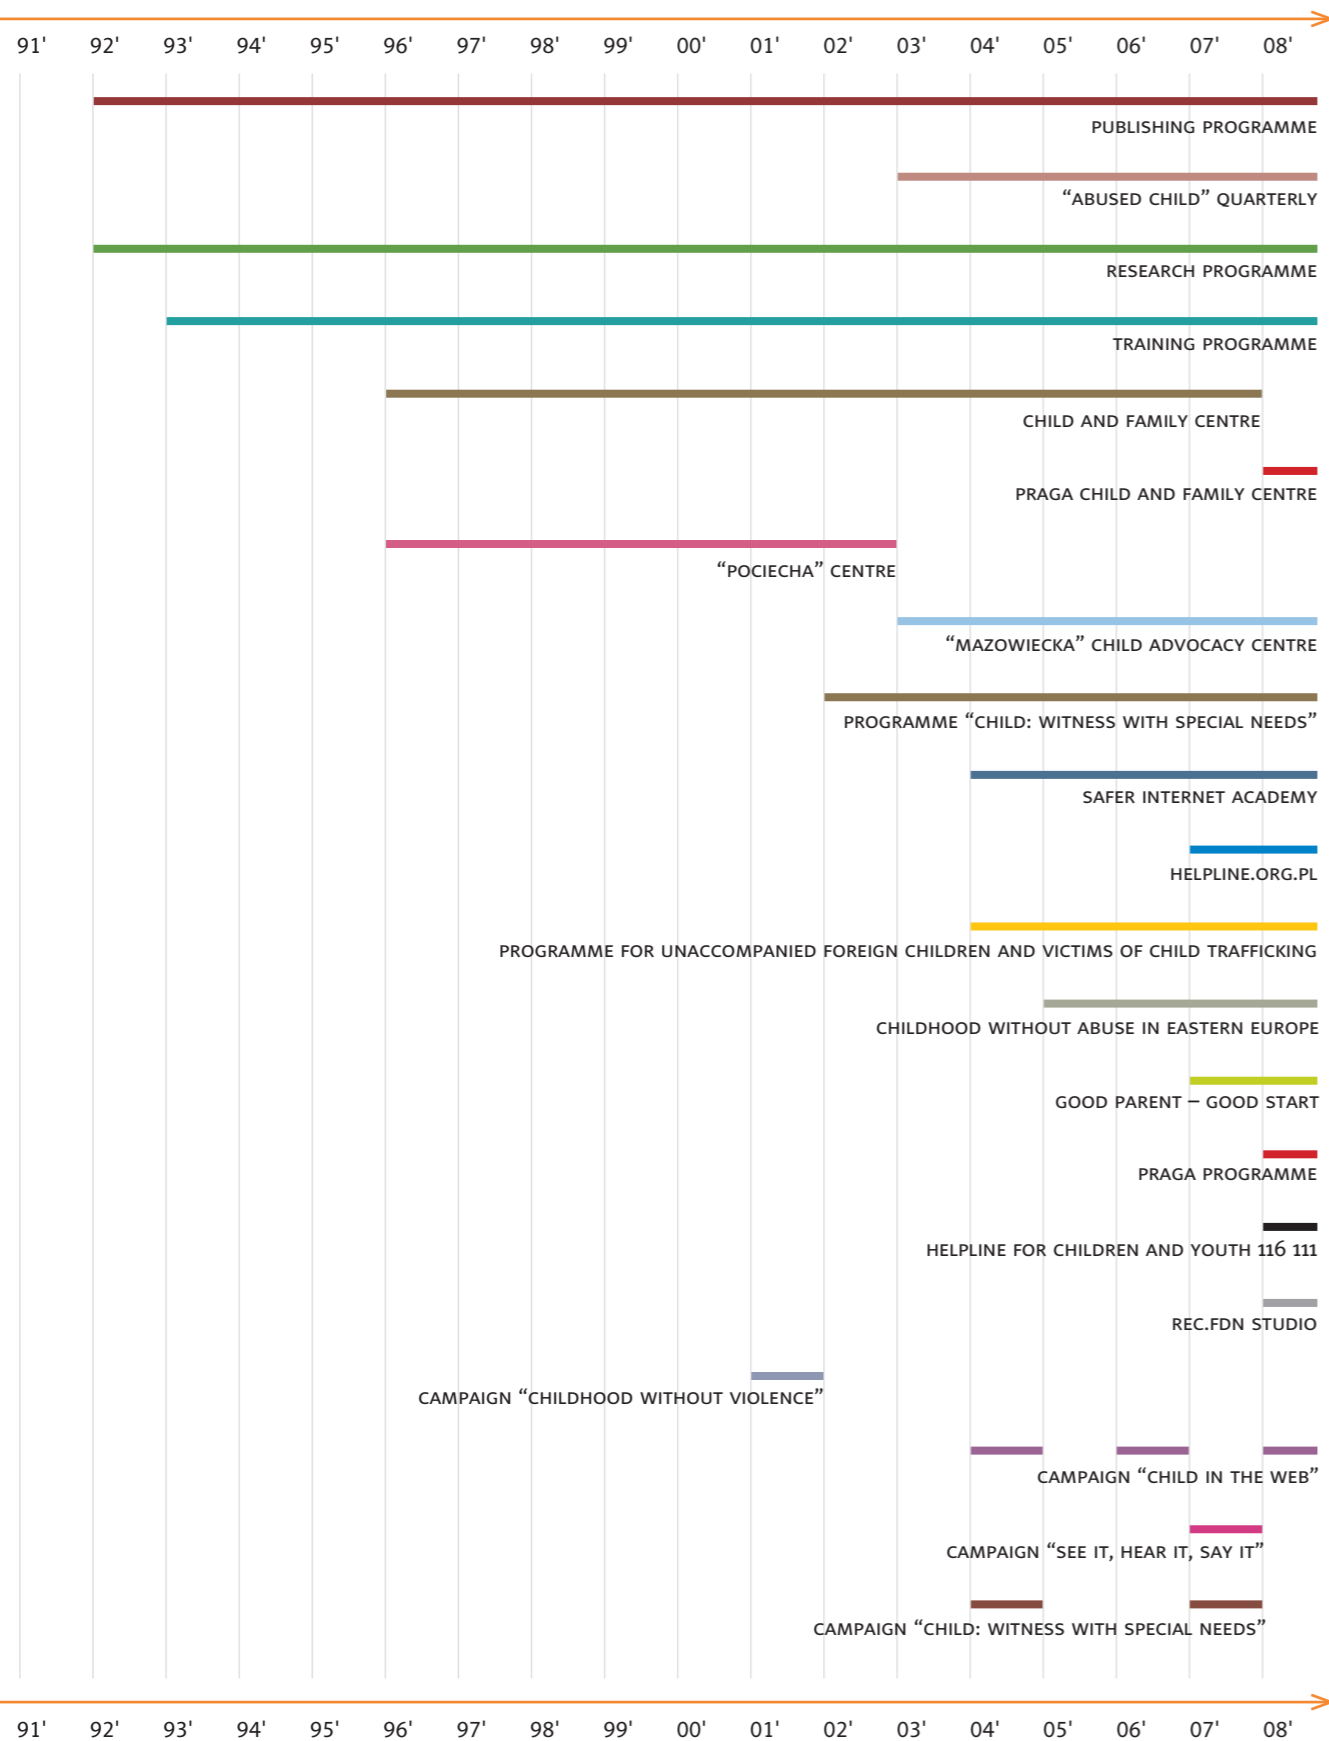 91' 92' 93' 94' 95' 96' 97' 98' 99' 00' 01' 02' 03' 04' 05' 06' 07' 08'
PUBLISHING PROGRAMME
“ABUSED CHILD” QUARTERLY
RESEARCH PROGRAMME
TRAINING PROGRAMME
CHILD AND FAMILY CENTRE
PRAGA CHILD AND FAMILY CENTRE
“POCIECHA” CENTRE
“MAZOWIECKA” CHILD ADVOCACY CENTRE
PROGRAMME “CHILD: WITNESS WITH SPECIAL NEEDS”
SAFER INTERNET ACADEMY
HELPLINE.ORG.PL
PROGRAMME FOR UNACCOMPANIED FOREIGN CHILDREN AND VICTIMS OF CHILD TRAFFICKING
CHILDHOOD WITHOUT ABUSE IN EASTERN EUROPE
GOOD PARENT – GOOD START
PRAGA PROGRAMME
HELPLINE FOR CHILDREN AND YOUTH 116 111
REC.FDN STUDIO
CAMPAIGN “CHILDHOOD WITHOUT VIOLENCE”
CAMPAIGN “CHILD IN THE WEB”
CAMPAIGN “SEE IT, HEAR IT, SAY IT”
CAMPAIGN “CHILD: WITNESS WITH SPECIAL NEEDS”
91' 92' 93' 94' 95' 96' 97' 98' 99' 00' 01' 02' 03' 04' 05' 06' 07' 08'